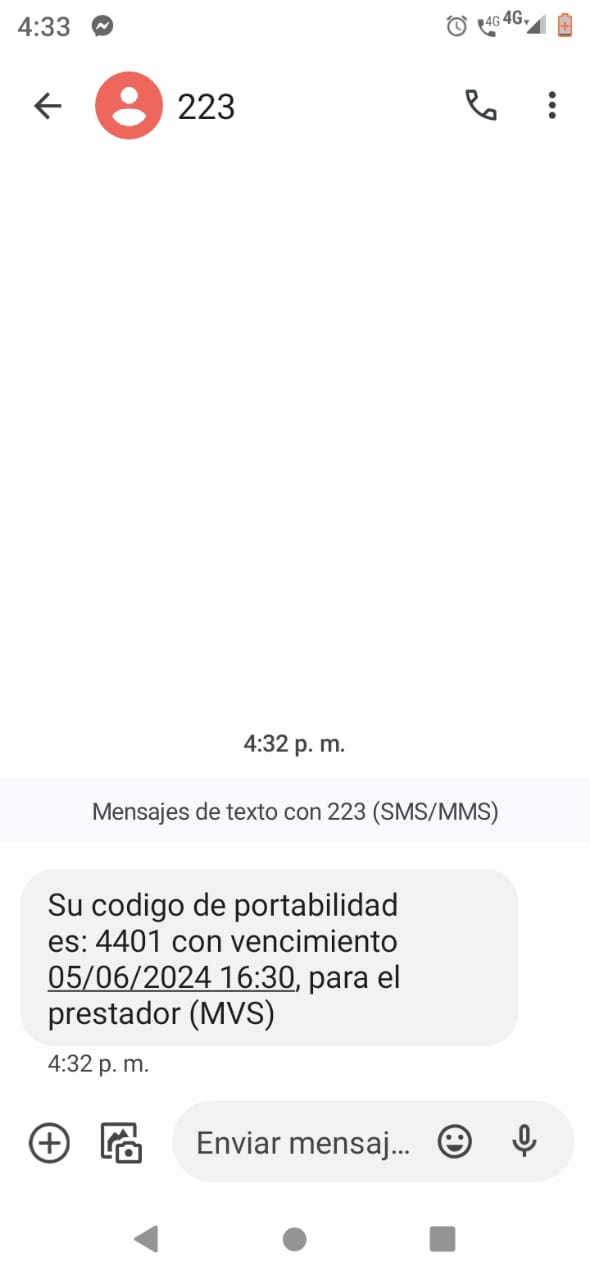 4:33
4G 4G
223
4:32 p. m.
Mensajes de texto con 223 (SMS/MMS)
Su codigo de portabilidad
es: 4401 con vencimiento
05/06/2024 16:30, para el
prestador (MVS)
4:32 p. m.
Enviar mensaj...